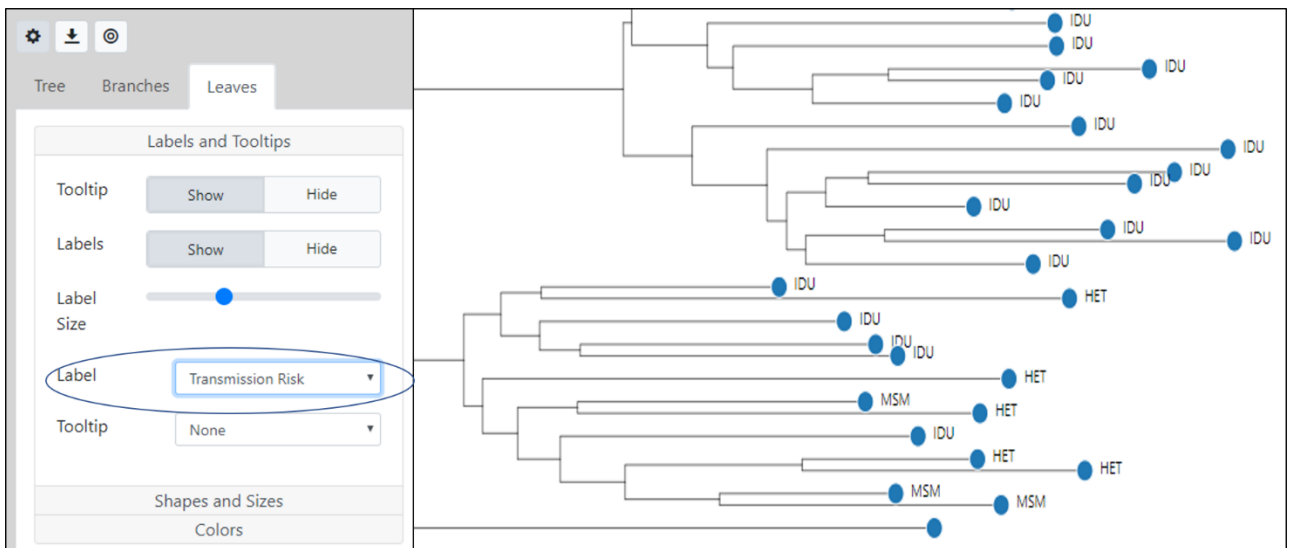 Tree Branches Leaves
Labels and Tooltips
Tooltip Show Hide
Labels Show Hide
Label
Size
Label Transmission Risk
Tooltip None
Shapes and Sizes
Colors
IDU
IDU
IDU
IDU
IDU
IDU
IDU
IDU
IDU
IDU
IDU
IDU
IDU
IDU
HET
IDU
IDU
IDU
HET
MSM
HET
IDU
HET
HET
MSM
MSM